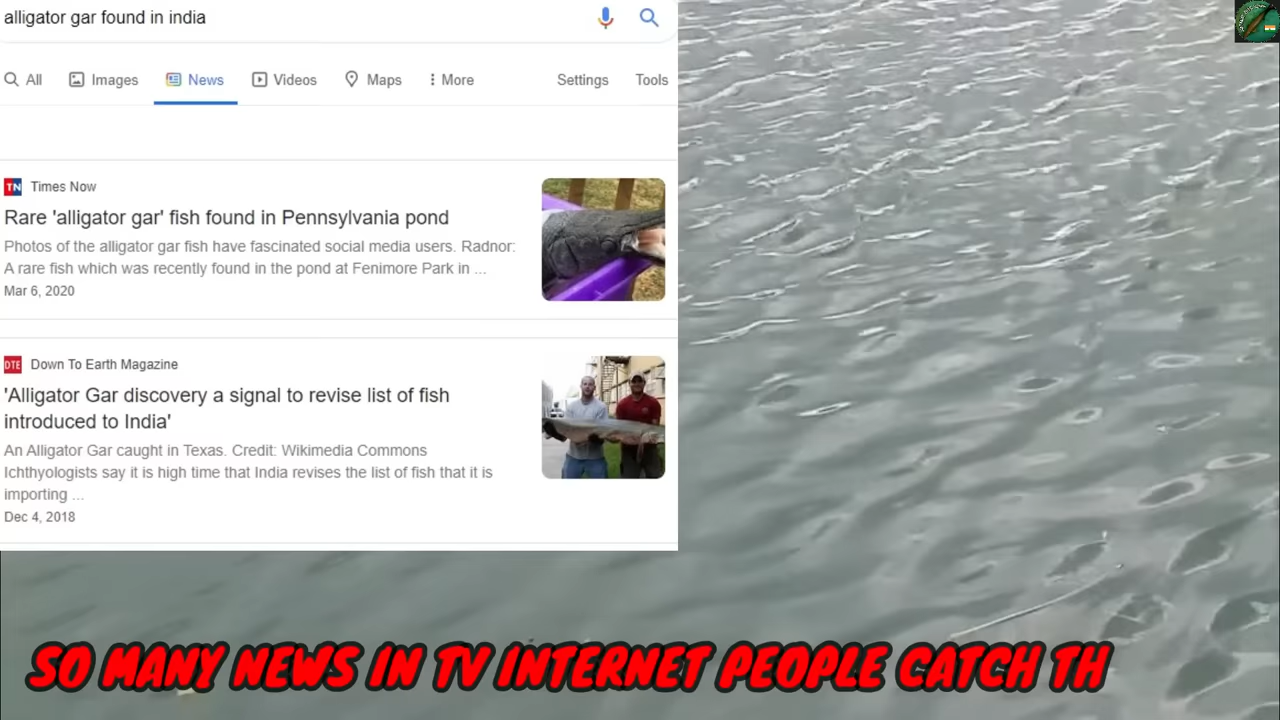 alligator gar found in india
All Images News Videos Maps More Settings Tools
TN Times Now
Rare 'alligator gar' fish found in Pennsylvania pond
Photos of the alligator gar fish have fascinated social media users. Radnor:
A rare fish which was recently found in the pond at Fenimore Park in ...
Mar 6, 2020
DTE Down To Earth Magazine
'Alligator Gar discovery a signal to revise list of fish
introduced to India'
An Alligator Gar caught in Texas. Credit: Wikimedia Commons
Ichthyologists say it is high time that India revises the list of fish that it is
importing ...
Dec 4, 2018
SO MANY NEWS IN TV INTERNET PEOPLE CATCH TH